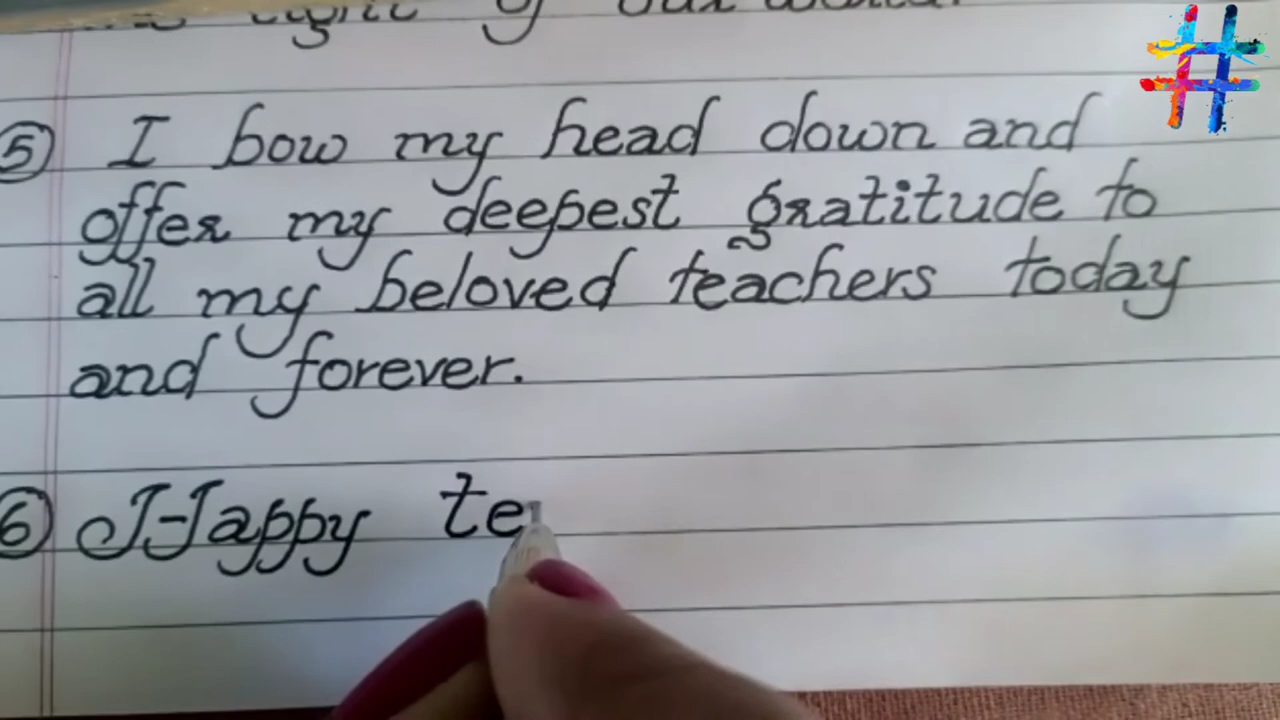 ⑤ I bow my head down and
offer my deepest gratitude to
all my beloved teachers today
and forever.
⑥ Happy te